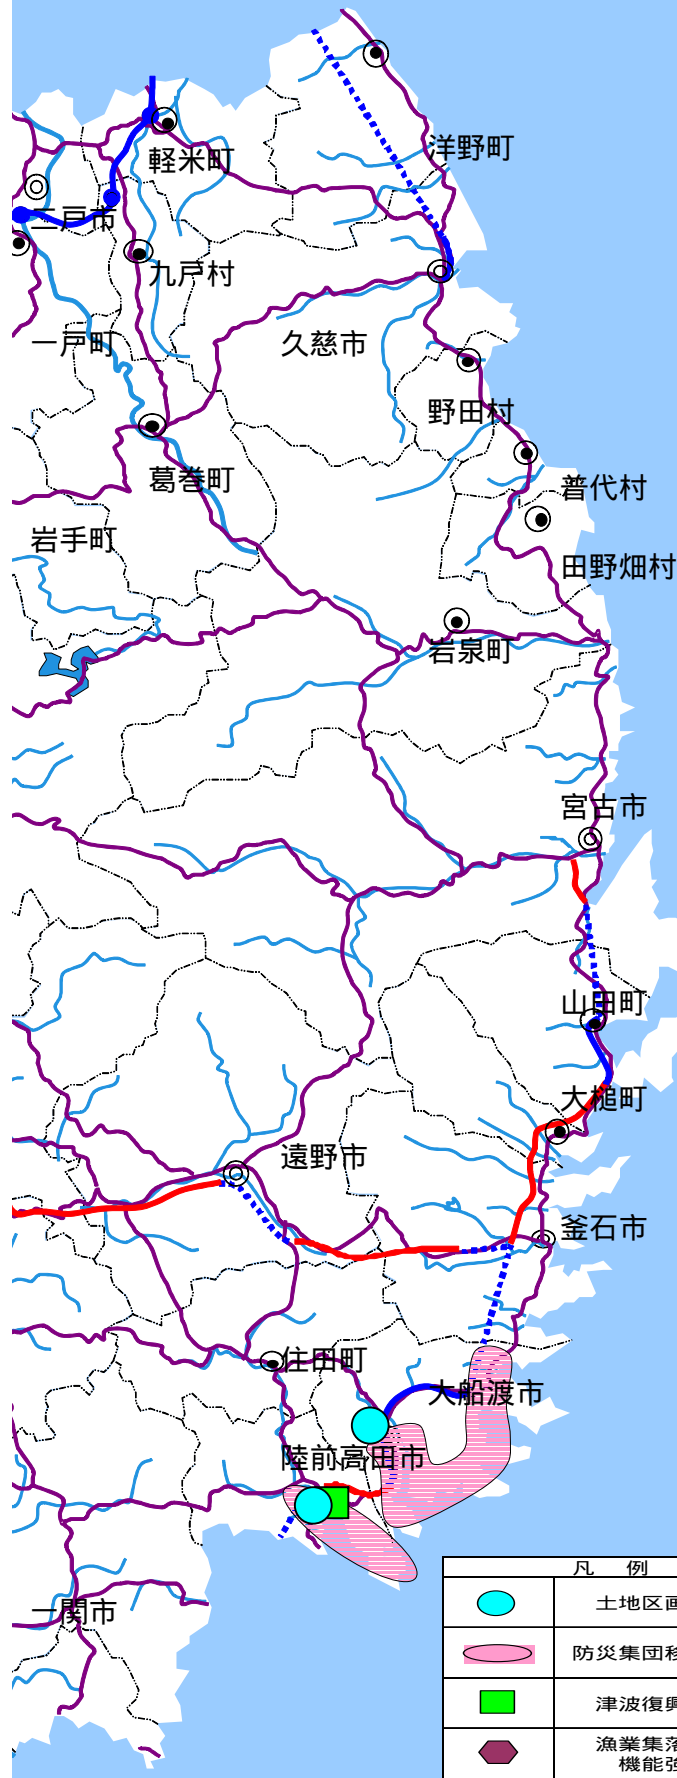 洋野町
軽米町
二戸市
九戸村
一戸町
久慈市
野田村
葛巻町
普代村
岩手町
田野畑村
岩泉町
宮古市
山田町
大槌町
遠野市
釜石市
住田町
大船渡市
陸前高田市
一関市
凡 例
土地区画
防災集団移
津波復興
漁業集落
機能強